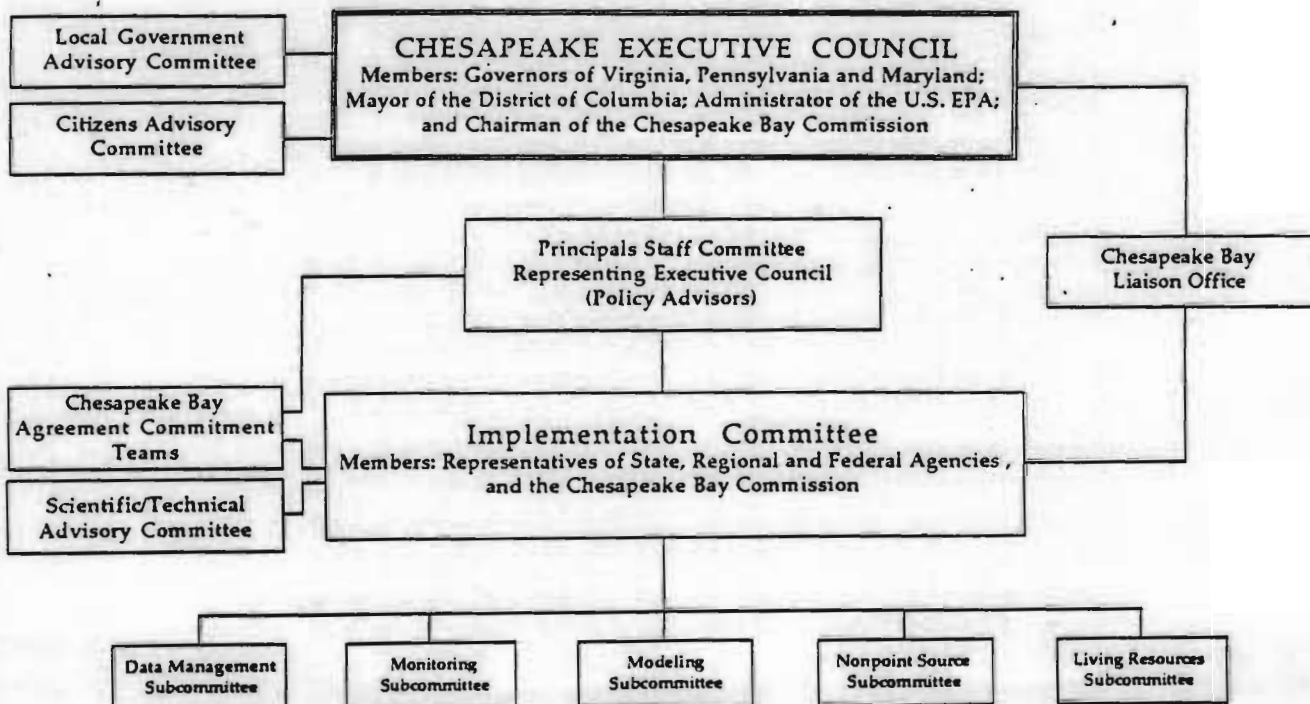 Local Government
Advisory Committee
Citizens Advisory
Committee
CHESAPEAKE EXECUTIVE COUNCIL
Members: Governors of Virginia, Pennsylvania and Maryland;
Mayor of the District of Columbia; Administrator of the U.S. EPA;
and Chairman of the Chesapeake Bay Commission
Principals Staff Committee
Representing Executive Council
(Policy Advisors)
Chesapeake Bay
Liaison Office
Chesapeake Bay
Agreement Commitment
Teams
Scientific/Technical
Advisory Committee
Implementation Committee
Members: Representatives of State, Regional and Federal Agencies ,
and the Chesapeake Bay Commission
Data Management
Subcommittee
Monitoring
Subcommittee
Modeling
Subcommittee
Nonpoint Source
Subcommittee
Living Resources
Subcommittee